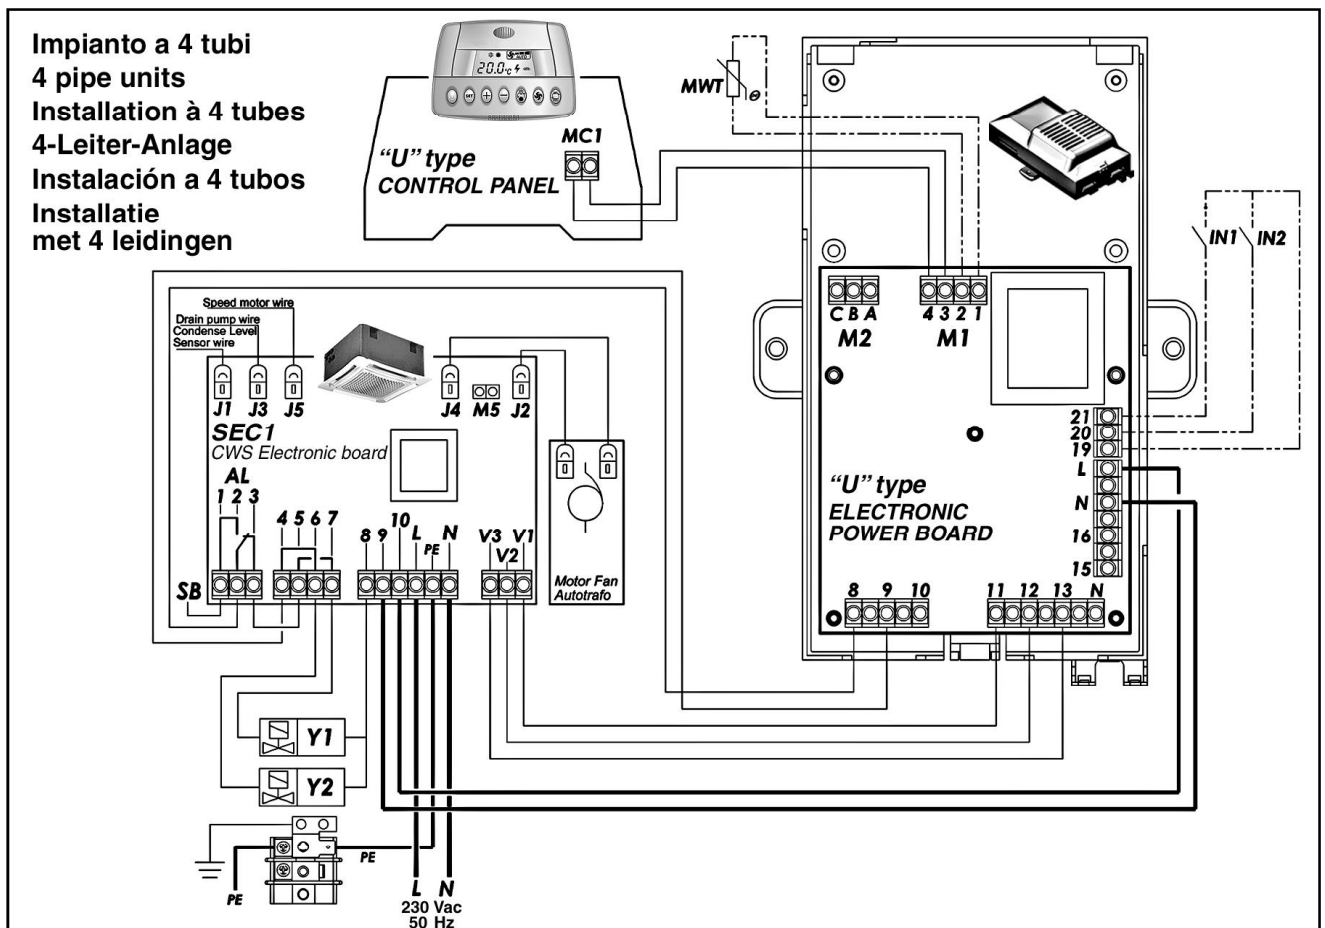 Impianto a 4 tubi
4 pipe units
Installation à 4 tubes
4-Leiter-Anlage
Instalación a 4 tubos
Installatie
met 4 leidingen
20.0°C
"U" type
CONTROL PANEL
MC1
MWT
θ
IN1 IN2
C B A
M2
4 3 2 1
M1
21
20
19
L
N
16
15
"U" type
ELECTRONIC
POWER BOARD
8 9 10
11 12 13 N
Speed motor wire
Drain pump wire
Condense Level
Sensor wire
J1 J3 J5
J4 M5 J2
SEC1
CWS Electronic board
AL
1 2 3
4 5 6 7
8 9 10 L PE N
V3 V2 V1
SB
Motor Fan
Autotrafo
Y1
Y2
PE
PE
L N
230 Vac
50 Hz